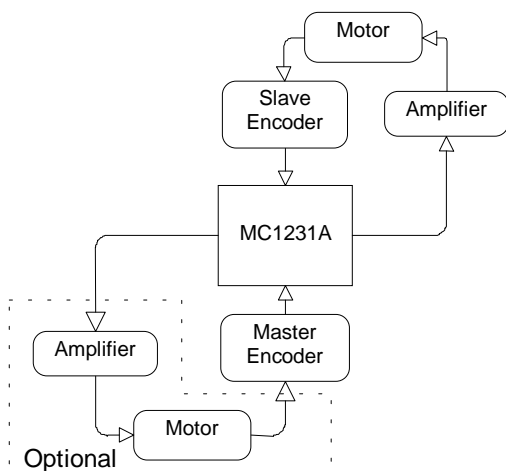 Motor
Slave
Encoder
Amplifier
MC1231A
Master
Encoder
Amplifier
Motor
Optional